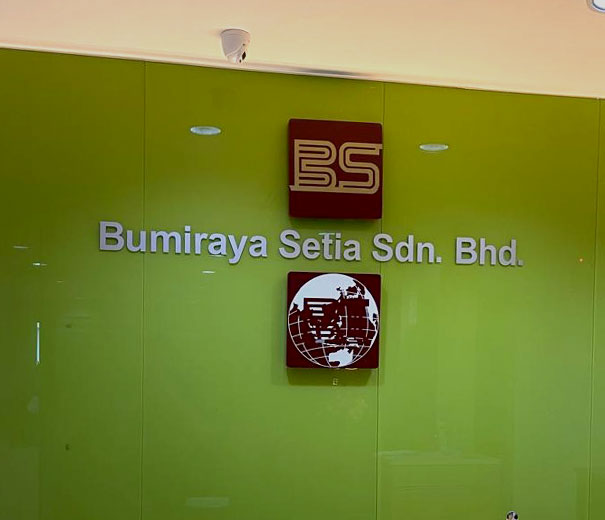 BS
Bumiraya Setia Sdn. Bhd.